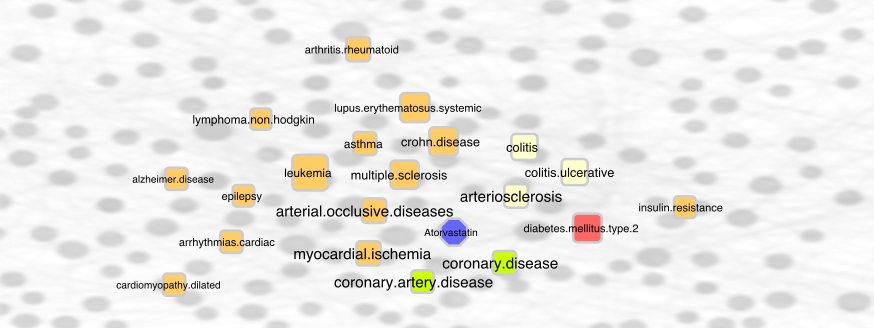 arthritis.rheumatoid
lupus.erythematosus.systemic
lymphoma.non.hodgkin
asthma
crohn.disease
colitis
leukemia
multiple.sclerosis
colitis.ulcerative
alzheimer.disease
epilepsy
arteriosclerosis
insulin.resistance
arterial.occlusive.diseases
Atorvastatin
diabetes.mellitus.type.2
arrhythmias.cardiac
myocardial.ischemia
coronary.disease
cardiomyopathy.dilated
coronary.artery.disease